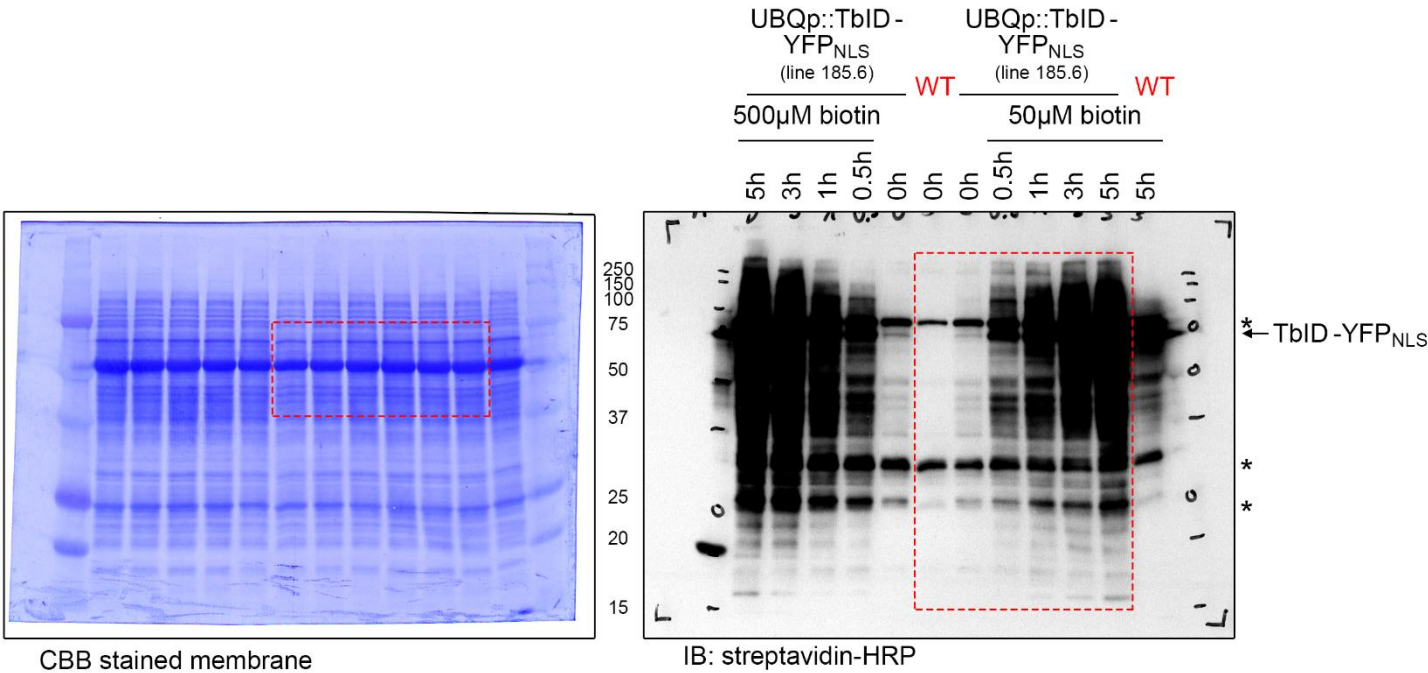 UBQp::TbID-
YFPNLS
(line 185.6)
WT
UBQp::TbID-
YFPNLS
(line 185.6)
WT
500µM biotin
50µM biotin
5h 3h 1h 0.5h 0h 0h 0h 0.5h 1h 3h 5h 5h
250
150
100
75
50
37
25
20
15
*
TbID-YFPNLS
*
*
CBB stained membrane
IB: streptavidin-HRP